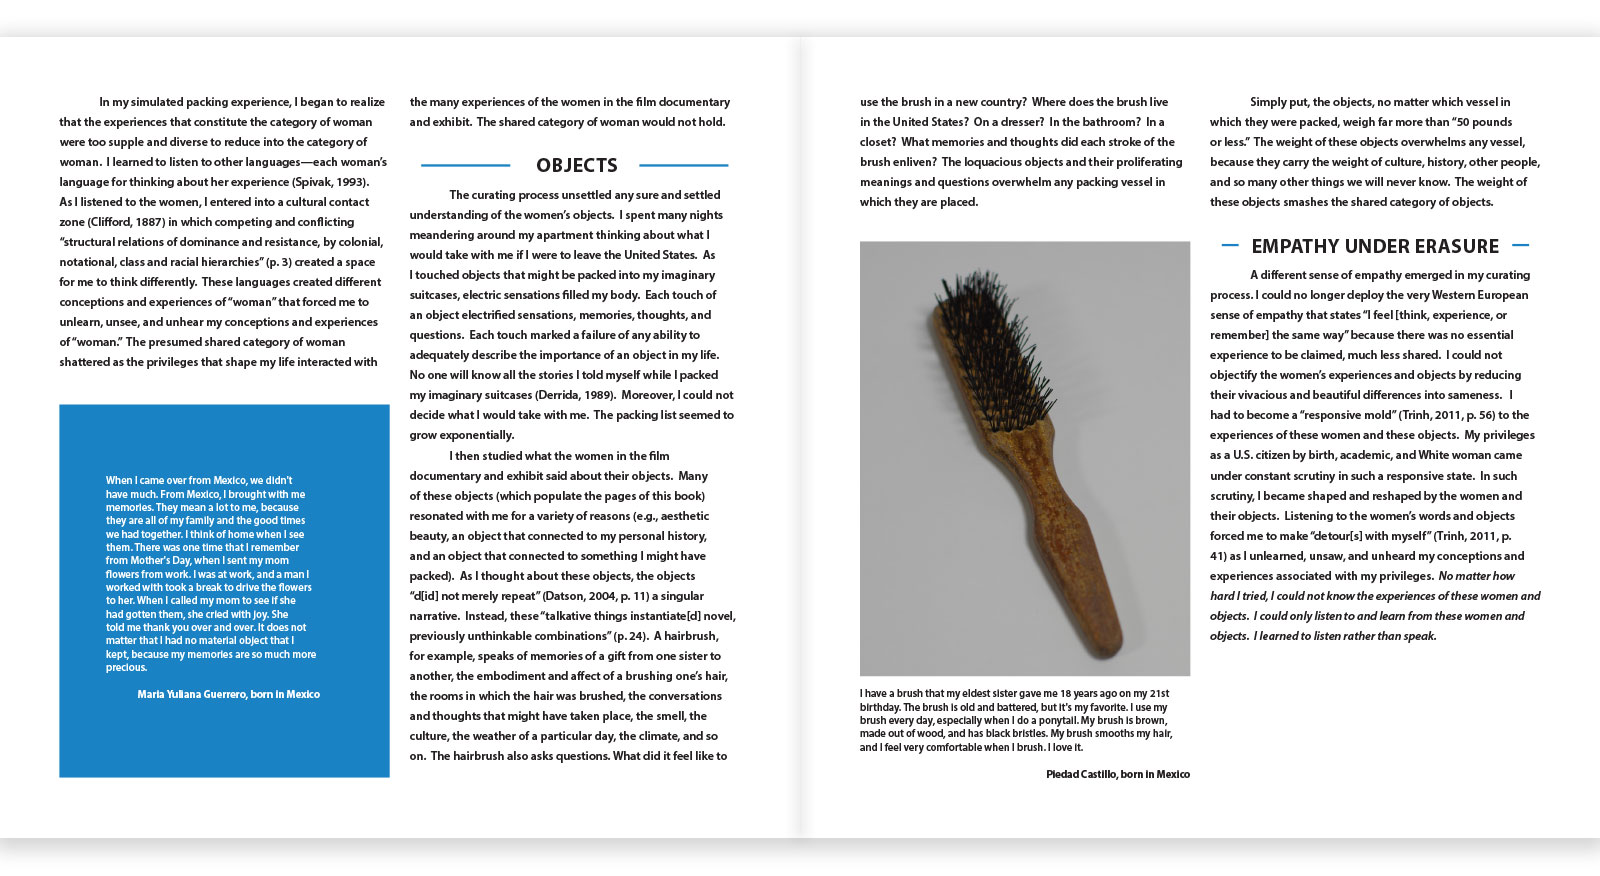 In my simulated packing experience, I began to realize
that the experiences that constitute the category of woman
were too supple and diverse to reduce into the category of
woman.  I learned to listen to other languages—each woman's
language for thinking about her experience (Spivak, 1993).
As I listened to the women, I entered into a cultural contact
zone (Clifford, 1887) in which competing and conflicting
“structural relations of dominance and resistance, by colonial,
notational, class and racial hierarchies” (p. 3) created a space
for me to think differently.  These languages created different
conceptions and experiences of “woman” that forced me to
unlearn, unsee, and unhear my conceptions and experiences
of “woman.” The presumed shared category of woman
shattered as the privileges that shape my life interacted with
When I came over from Mexico, we didn't
have much. From Mexico, I brought with me
memories. They mean a lot to me, because
they are all of my family and the good times
we had together. I think of home when I see
them. There was one time that I remember
from Mother's Day, when I sent my mom
flowers from work. I was at work, and a man I
worked with took a break to drive the flowers
to her. When I called my mom to see if she
had gotten them, she cried with joy. She
told me thank you over and over. It does not
matter that I had no material object that I
kept, because my memories are so much more
precious.
Maria Yuliana Guerrero, born in Mexico
the many experiences of the women in the film documentary
and exhibit.  The shared category of woman would not hold.
OBJECTS
The curating process unsettled any sure and settled
understanding of the women's objects.  I spent many nights
meandering around my apartment thinking about what I
would take with me if I were to leave the United States.  As
I touched objects that might be packed into my imaginary
suitcases, electric sensations filled my body.  Each touch of
an object electrified sensations, memories, thoughts, and
questions.  Each touch marked a failure of any ability to
adequately describe the importance of an object in my life.
No one will know all the stories I told myself while I packed
my imaginary suitcases (Derrida, 1989).  Moreover, I could not
decide what I would take with me.  The packing list seemed to
grow exponentially.
I then studied what the women in the film
documentary and exhibit said about their objects.  Many
of these objects (which populate the pages of this book)
resonated with me for a variety of reasons (e.g., aesthetic
beauty, an object that connected to my personal history,
and an object that connected to something I might have
packed).  As I thought about these objects, the objects
“d[id] not merely repeat” (Datson, 2004, p. 11) a singular
narrative.  Instead, these “talkative things instantiate[d] novel,
previously unthinkable combinations” (p. 24).  A hairbrush,
for example, speaks of memories of a gift from one sister to
another, the embodiment and affect of a brushing one's hair,
the rooms in which the hair was brushed, the conversations
and thoughts that might have taken place, the smell, the
culture, the weather of a particular day, the climate, and so
on.  The hairbrush also asks questions. What did it feel like to
use the brush in a new country?  Where does the brush live
in the United States?  On a dresser?  In the bathroom?  In a
closet?  What memories and thoughts did each stroke of the
brush enliven?  The loquacious objects and their proliferating
meanings and questions overwhelm any packing vessel in
which they are placed.
I have a brush that my eldest sister gave me 18 years ago on my 21st
birthday. The brush is old and battered, but it's my favorite. I use my
brush every day, especially when I do a ponytail. My brush is brown,
made out of wood, and has black bristles. My brush smooths my hair,
and I feel very comfortable when I brush. I love it.
Piedad Castillo, born in Mexico
Simply put, the objects, no matter which vessel in
which they were packed, weigh far more than “50 pounds
or less.” The weight of these objects overwhelms any vessel,
because they carry the weight of culture, history, other people,
and so many other things we will never know.  The weight of
these objects smashes the shared category of objects.
EMPATHY UNDER ERASURE
A different sense of empathy emerged in my curating
process. I could no longer deploy the very Western European
sense of empathy that states “I feel [think, experience, or
remember] the same way” because there was no essential
experience to be claimed, much less shared.  I could not
objectify the women's experiences and objects by reducing
their vivacious and beautiful differences into sameness.   I
had to become a “responsive mold” (Trinh, 2011, p. 56) to the
experiences of these women and these objects.  My privileges
as a U.S. citizen by birth, academic, and White woman came
under constant scrutiny in such a responsive state.  In such
scrutiny, I became shaped and reshaped by the women and
their objects.  Listening to the women's words and objects
forced me to make “detour[s] with myself” (Trinh, 2011, p.
41) as I unlearned, unsaw, and unheard my conceptions and
experiences associated with my privileges.  No matter how
hard I tried, I could not know the experiences of these women and
objects.  I could only listen to and learn from these women and
objects.  I learned to listen rather than speak.